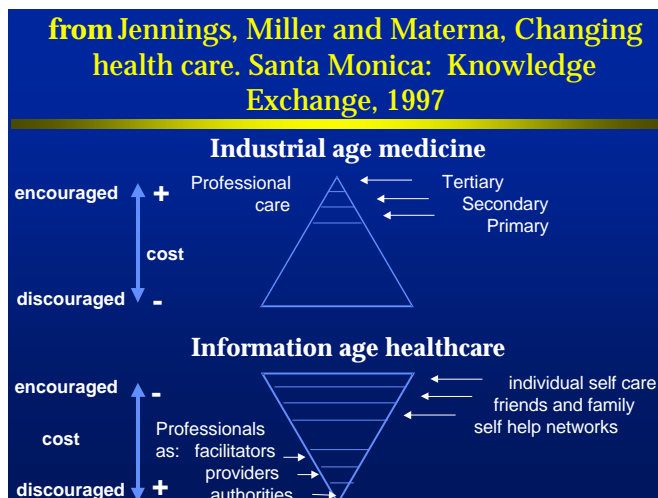 from Jennings, Miller and Materna, Changing
health care. Santa Monica: Knowledge
Exchange, 1997
Industrial age medicine
encouraged
+
Professional
care
Tertiary
Secondary
Primary
cost
discouraged
-
Information age healthcare
encouraged
-
individual self care
friends and family
self help networks
cost
Professionals
as: facilitators
providers
discouraged
+
authorities